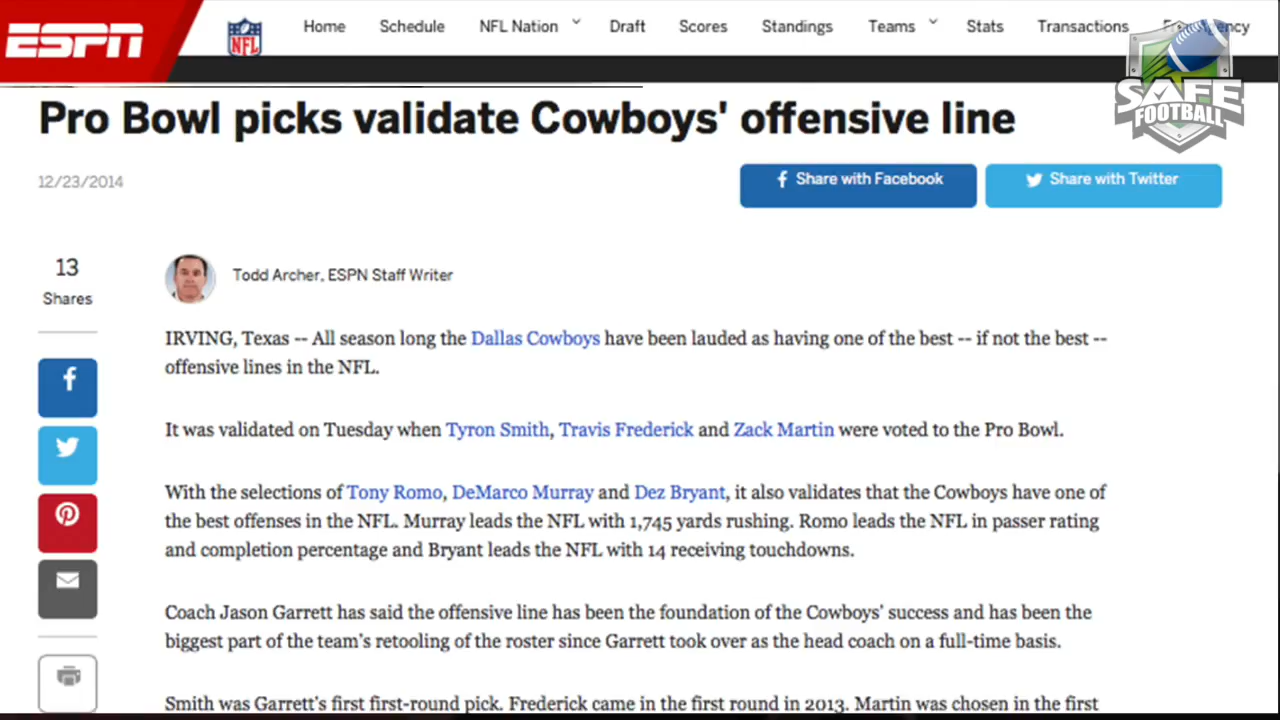 ESPN
NFL
Home Schedule NFL Nation Draft Scores Standings Teams Stats Transactions
SAFE
FOOTBALL
Pro Bowl picks validate Cowboys' offensive line
12/23/2014
Share with Facebook
Share with Twitter
13
Shares
Todd Archer, ESPN Staff Writer
IRVING, Texas -- All season long the Dallas Cowboys have been lauded as having one of the best -- if not the best --
offensive lines in the NFL.
It was validated on Tuesday when Tyron Smith, Travis Frederick and Zack Martin were voted to the Pro Bowl.
With the selections of Tony Romo, DeMarco Murray and Dez Bryant, it also validates that the Cowboys have one of
the best offenses in the NFL. Murray leads the NFL with 1,745 yards rushing. Romo leads the NFL in passer rating
and completion percentage and Bryant leads the NFL with 14 receiving touchdowns.
Coach Jason Garrett has said the offensive line has been the foundation of the Cowboys' success and has been the
biggest part of the team's retooling of the roster since Garrett took over as the head coach on a full-time basis.
Smith was Garrett's first first-round pick. Frederick came in the first round in 2013. Martin was chosen in the first